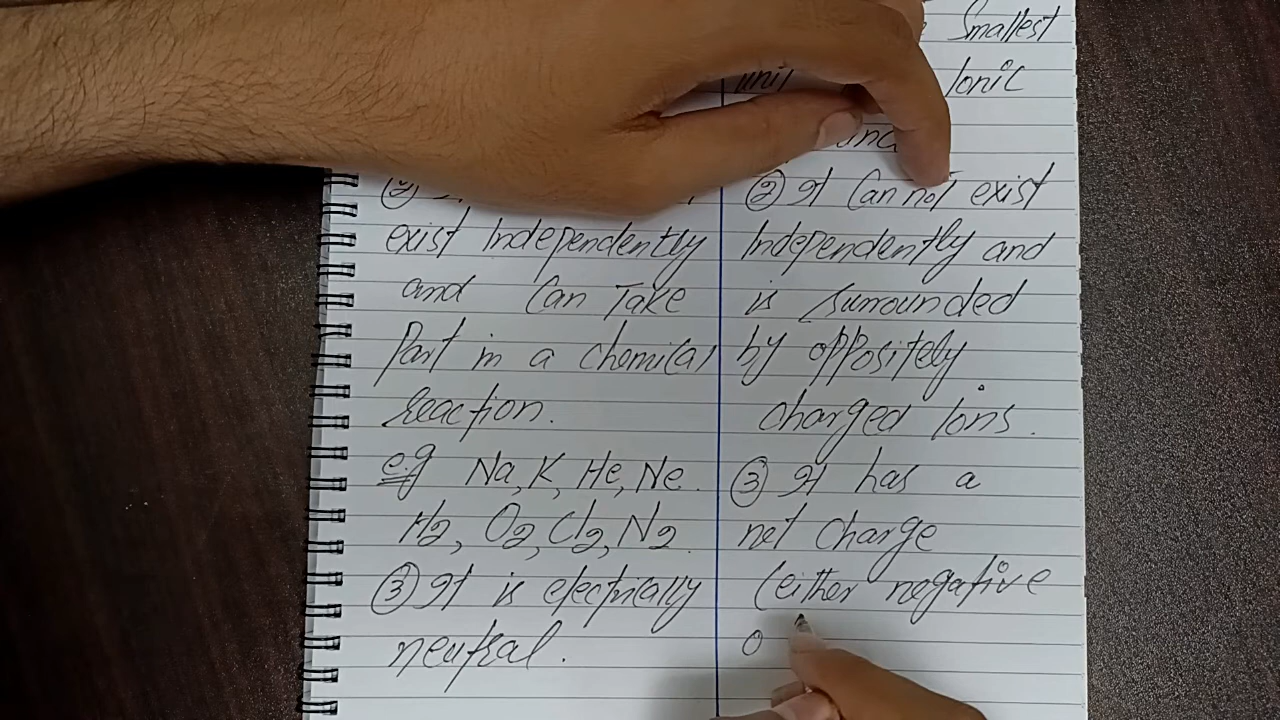 Smallest
unit Ionic
②
exist Independently
and Can Take
Part in a chemical
reaction.
e.g Na, K, He, Ne.
H2, O2, Cl2, N2.
③ It is electrically
neutral.
② It Can not exist
Independently and
is surrounded
by oppositely
charged Ions.
③ It has a
net charge
(either negative
o